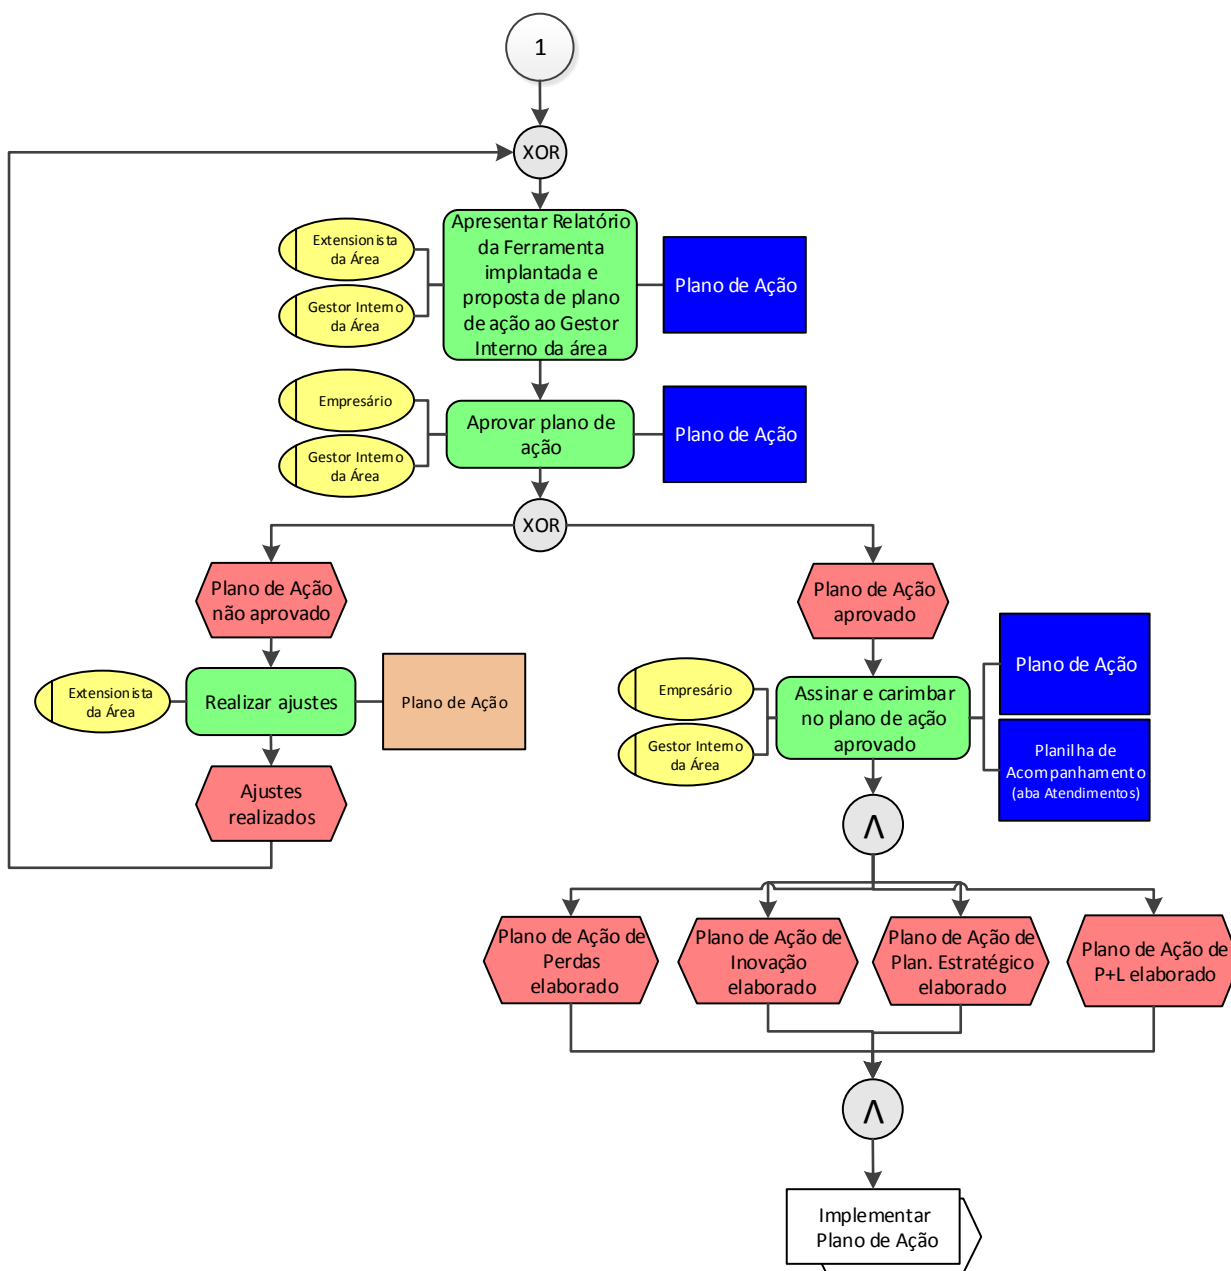 1
XOR
Extensionista
da Área
Gestor Interno
da Área
Apresentar Relatório
da Ferramenta
implantada e
proposta de plano
de ação ao Gestor
Interno da área
Plano de Ação
Empresário
Gestor Interno
da Área
Aprovar plano de
ação
Plano de Ação
XOR
Plano de Ação
não aprovado
Plano de Ação
aprovado
Extensionista
da Área
Realizar ajustes
Plano de Ação
Empresário
Gestor Interno
da Área
Assinar e carimbar
no plano de ação
aprovado
Plano de Ação
Planilha de
Acompanhamento
(aba Atendimentos)
Ajustes
realizados
Λ
Plano de Ação de
Perdas
elaborado
Plano de Ação de
Inovação
elaborado
Plano de Ação de
Plan. Estratégico
elaborado
Plano de Ação de
P+L elaborado
Λ
Implementar
Plano de Ação